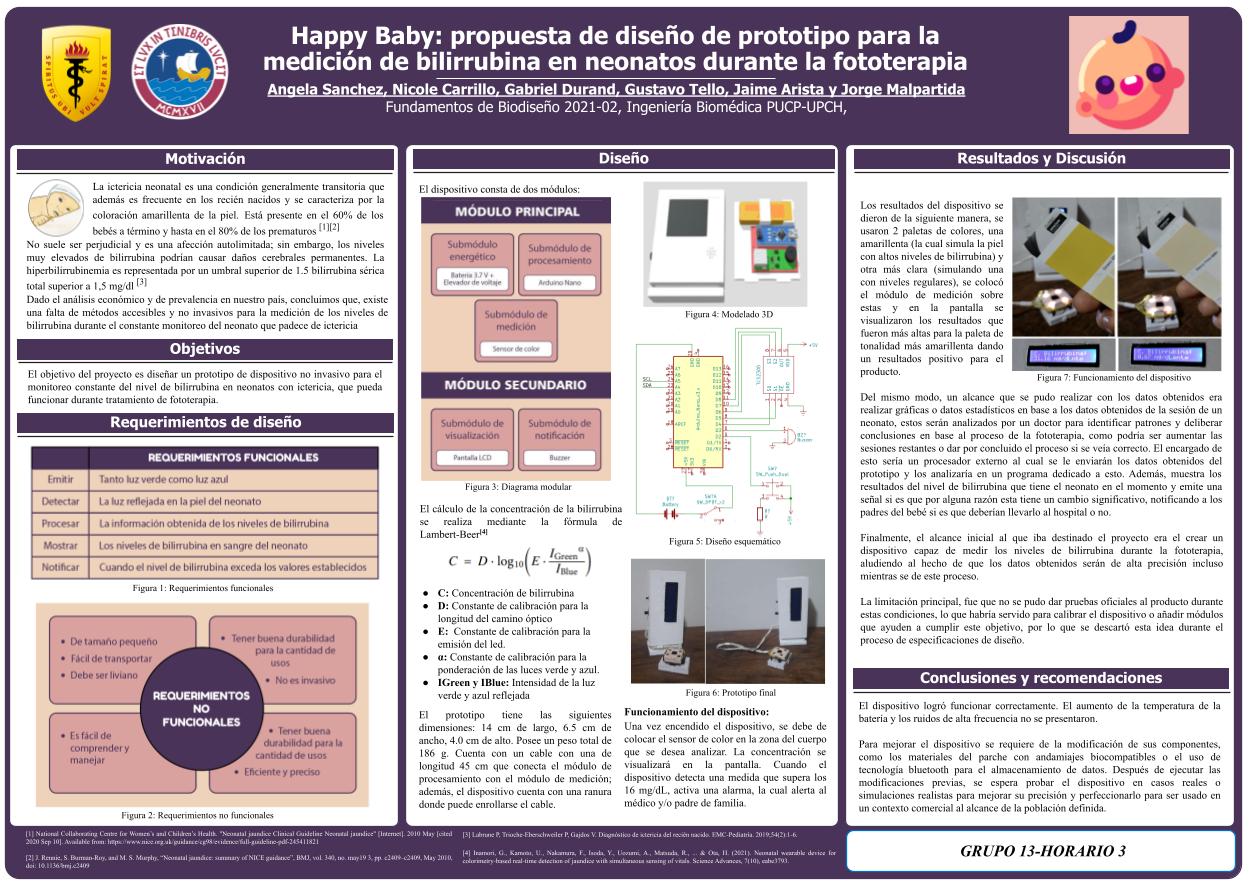 Happy Baby: propuesta de diseño de prototipo para la
medición de bilirrubina en neonatos durante la fototerapia
Angela Sanchez, Nicole Carrillo, Gabriel Durand, Gustavo Tello, Jaime Arista y Jorge Malpartida
Fundamentos de Biodiseño 2021-02, Ingeniería Biomédica PUCP-UPCH,
SPIRITUS UBI VULT SPIRAT
ET LUX IN TENEBRIS LUCET
MCMXVII
Motivación
La ictericia neonatal es una condición generalmente transitoria que
además es frecuente en los recién nacidos y se caracteriza por la
coloración amarillenta de la piel. Está presente en el 60% de los
bebés a término y hasta en el 80% de los prematuros [1][2]
No suele ser perjudicial y es una afección autolimitada; sin embargo, los niveles
muy elevados de bilirrubina podrían causar daños cerebrales permanentes. La
hiperbilirrubinemia es representada por un umbral superior de 1.5 bilirrubina sérica
total superior a 1,5 mg/dl [3]
Dado el análisis económico y de prevalencia en nuestro país, concluimos que, existe
una falta de métodos accesibles y no invasivos para la medición de los niveles de
bilirrubina durante el constante monitoreo del neonato que padece de ictericia
Objetivos
El objetivo del proyecto es diseñar un prototipo de dispositivo no invasivo para el
monitoreo constante del nivel de bilirrubina en neonatos con ictericia, que pueda
funcionar durante tratamiento de fototerapia.
Requerimientos de diseño
REQUERIMIENTOS FUNCIONALES
Emitir Tanto luz verde como luz azul
Detectar La luz reflejada en la piel del neonato
Procesar La información obtenida de los niveles de bilirrubina
Mostrar Los niveles de bilirrubina en sangre del neonato
Notificar Cuando el nivel de bilirrubina exceda los valores establecidos
Figura 1: Requerimientos funcionales
• De tamaño pequeño
• Fácil de transportar
• Debe ser liviano
• Tener buena durabilidad
para la cantidad de
usos
• No es invasivo
REQUERIMIENTOS
NO
FUNCIONALES
• Es fácil de
comprender y
manejar
• Tener buena
durabilidad para la
cantidad de usos
• Eficiente y preciso
Figura 2: Requerimientos no funcionales
Diseño
El dispositivo consta de dos módulos:
MÓDULO PRINCIPAL
Submódulo
energético
Batería 3.7 V +
Elevador de voltaje
Submódulo de
procesamiento
Arduino Nano
Submódulo de
medición
Sensor de color
MÓDULO SECUNDARIO
Submódulo de
visualización
Pantalla LCD
Submódulo de
notificación
Buzzer
Figura 3: Diagrama modular
El cálculo de la concentración de la bilirrubina
se realiza mediante la fórmula de
Lambert-Beer[4]
C = D · log10(E · IGreen^α / IBlue)
● C: Concentración de bilirrubina
● D: Constante de calibración para la
longitud del camino óptico
● E: Constante de calibración para la
emisión del led.
● α: Constante de calibración para la
ponderación de las luces verde y azul.
● IGreen y IBlue: Intensidad de la luz
verde y azul reflejada
El prototipo tiene las siguientes
dimensiones: 14 cm de largo, 6.5 cm de
ancho, 4.0 cm de alto. Posee un peso total de
186 g. Cuenta con un cable con una de
longitud 45 cm que conecta el módulo de
procesamiento con el módulo de medición;
además, el dispositivo cuenta con una ranura
donde puede enrollarse el cable.
Figura 4: Modelado 3D
SCL
SDA
+5V
Buzzer
Battery
Figura 5: Diseño esquemático
Figura 6: Prototipo final
Funcionamiento del dispositivo:
Una vez encendido el dispositivo, se debe de
colocar el sensor de color en la zona del cuerpo
que se desea analizar. La concentración se
visualizará en la pantalla. Cuando el
dispositivo detecta una medida que supera los
16 mg/dL, activa una alarma, la cual alerta al
médico y/o padre de familia.
Resultados y Discusión
Los resultados del dispositivo se
dieron de la siguiente manera, se
usaron 2 paletas de colores, una
amarillenta (la cual simula la piel
con altos niveles de bilirrubina) y
otra más clara (simulando una
con niveles regulares), se colocó
el módulo de medición sobre
estas y en la pantalla se
visualizaron los resultados que
fueron más altas para la paleta de
tonalidad más amarillenta dando
un resultados positivo para el
producto.
Figura 7: Funcionamiento del dispositivo
Del mismo modo, un alcance que se pudo realizar con los datos obtenidos era
realizar gráficas o datos estadísticos en base a los datos obtenidos de la sesión de un
neonato, estos serán analizados por un doctor para identificar patrones y deliberar
conclusiones en base al proceso de la fototerapia, como podría ser aumentar las
sesiones restantes o dar por concluido el proceso si se veía correcto. El encargado de
esto sería un procesador externo al cual se le enviarán los datos obtenidos del
prototipo y los analizaría en un programa dedicado a esto. Además, muestra los
resultados del nivel de bilirrubina que tiene el neonato en el momento y emite una
señal si es que por alguna razón esta tiene un cambio significativo, notificando a los
padres del bebé si es que deberían llevarlo al hospital o no.
Finalmente, el alcance inicial al que iba destinado el proyecto era el crear un
dispositivo capaz de medir los niveles de bilirrubina durante la fototerapia,
aludiendo al hecho de que los datos obtenidos serán de alta precisión incluso
mientras se de este proceso.
La limitación principal, fue que no se pudo dar pruebas oficiales al producto durante
estas condiciones, lo que habría servido para calibrar el dispositivo o añadir módulos
que ayuden a cumplir este objetivo, por lo que se descartó esta idea durante el
proceso de especificaciones de diseño.
Conclusiones y recomendaciones
El dispositivo logró funcionar correctamente. El aumento de la temperatura de la
batería y los ruidos de alta frecuencia no se presentaron.
Para mejorar el dispositivo se requiere de la modificación de sus componentes,
como los materiales del parche con andamiajes biocompatibles o el uso de
tecnología bluetooth para el almacenamiento de datos. Después de ejecutar las
modificaciones previas, se espera probar el dispositivo en casos reales o
simulaciones realistas para mejorar su precisión y perfeccionarlo para ser usado en
un contexto comercial al alcance de la población definida.
[1] National Collaborating Centre for Women's and Children's Health. "Neonatal jaundice Clinical Guideline Neonatal jaundice" [Internet]. 2010 May [cited
2020 Sep 10]. Available from: https://www.nice.org.uk/guidance/cg98/evidence/full-guideline-pdf-245411821
[2] J. Rennie, S. Burman-Roy, and M. S. Murphy, "Neonatal jaundice: summary of NICE guidance", BMJ, vol. 340, no. may19 3, pp. c2409–c2409, May 2010,
doi: 10.1136/bmj.c2409
[3] Labrune P, Trioche-Eberschweiler P, Gajdos V. Diagnóstico de ictericia del recién nacido. EMC-Pediatría. 2019;54(2):1-6.
[4] Inamori, G., Kamoto, U., Nakamura, F., Isoda, Y., Uozumi, A., Matsuda, R., ... & Ota, H. (2021). Neonatal wearable device for
colorimetry-based real-time detection of jaundice with simultaneous sensing of vitals. Science Advances, 7(10), eabe3793.
GRUPO 13-HORARIO 3